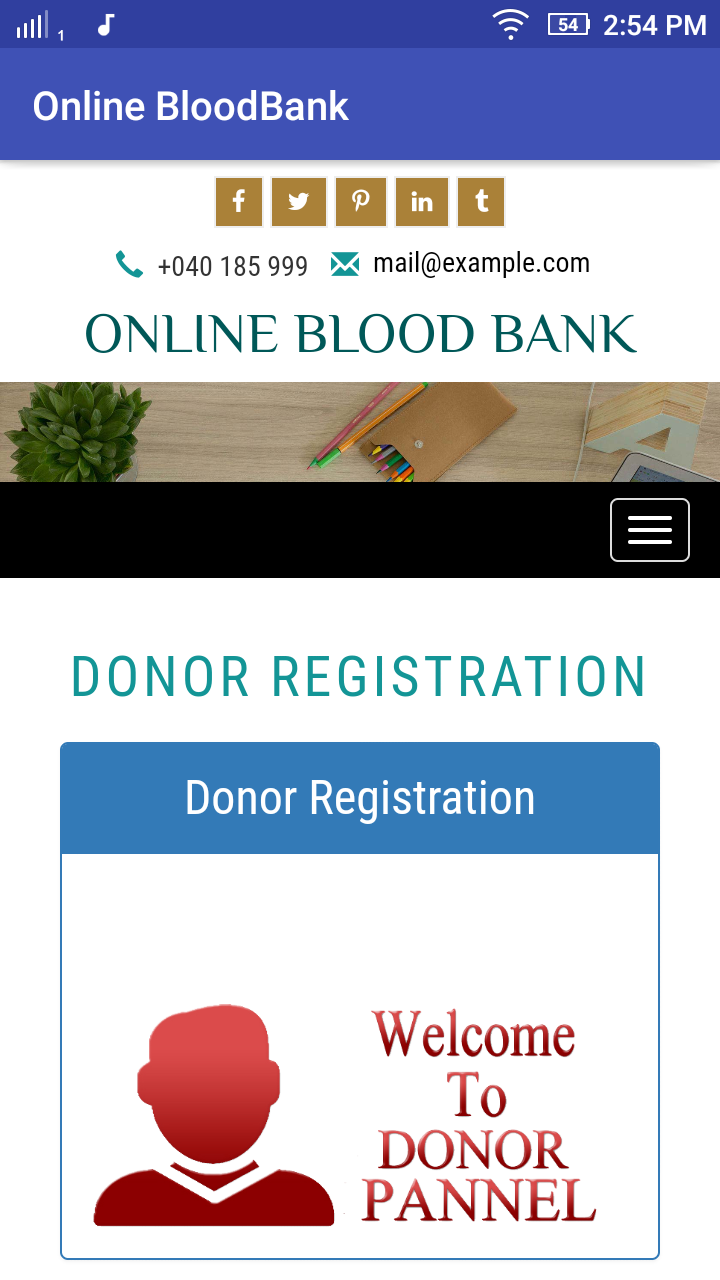 1 54 2:54 PM
Online BloodBank
+040 185 999 mail@example.com
ONLINE BLOOD BANK
DONOR REGISTRATION
Donor Registration
Welcome
To
DONOR
PANNEL